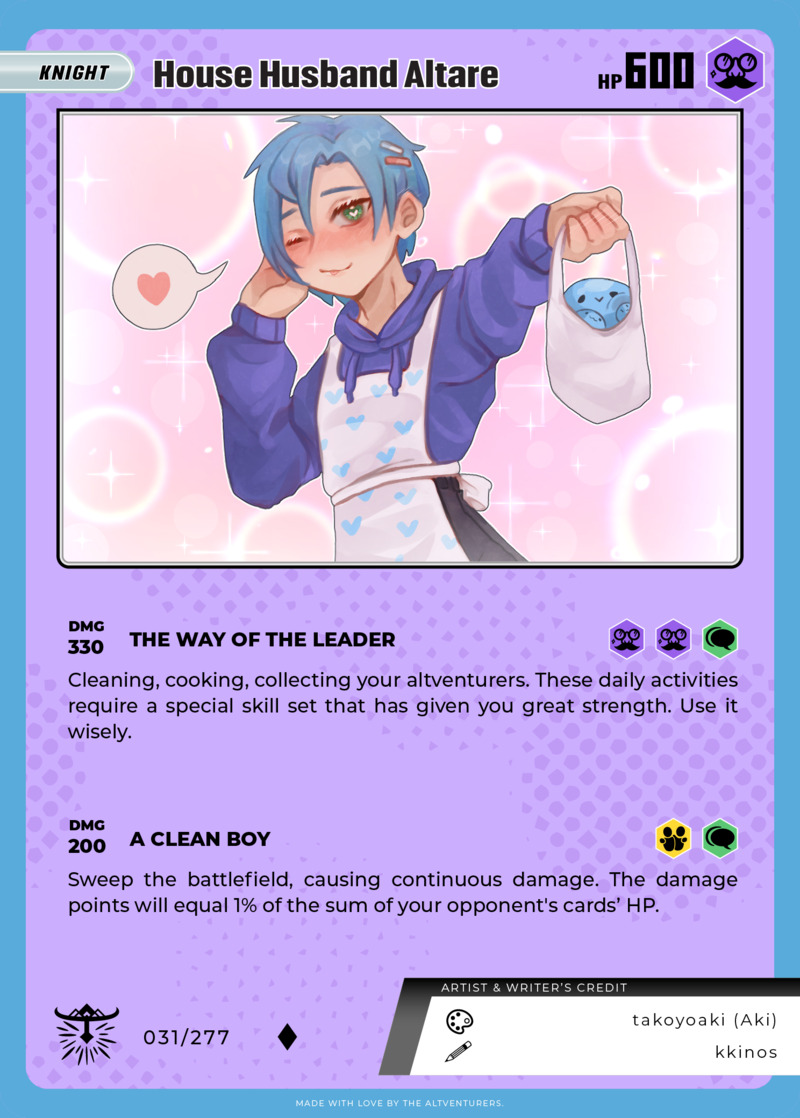 KNIGHT
House Husband Altare
HP 600
DMG
330
THE WAY OF THE LEADER
Cleaning, cooking, collecting your altventurers. These daily activities
require a special skill set that has given you great strength. Use it
wisely.
DMG
200
A CLEAN BOY
Sweep the battlefield, causing continuous damage. The damage
points will equal 1% of the sum of your opponent's cards’ HP.
ARTIST & WRITER’S CREDIT
031/277
takoyoaki (Aki)
kkinos
MADE WITH LOVE BY THE ALTVENTURERS.